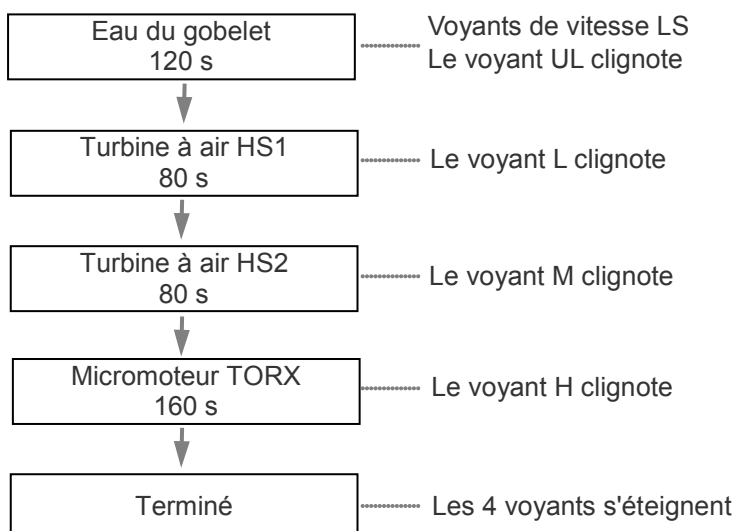 Eau du gobelet
120 s
Voyants de vitesse LS
Le voyant UL clignote
Turbine à air HS1
80 s
Le voyant L clignote
Turbine à air HS2
80 s
Le voyant M clignote
Micromoteur TORX
160 s
Le voyant H clignote
Terminé
Les 4 voyants s'éteignent